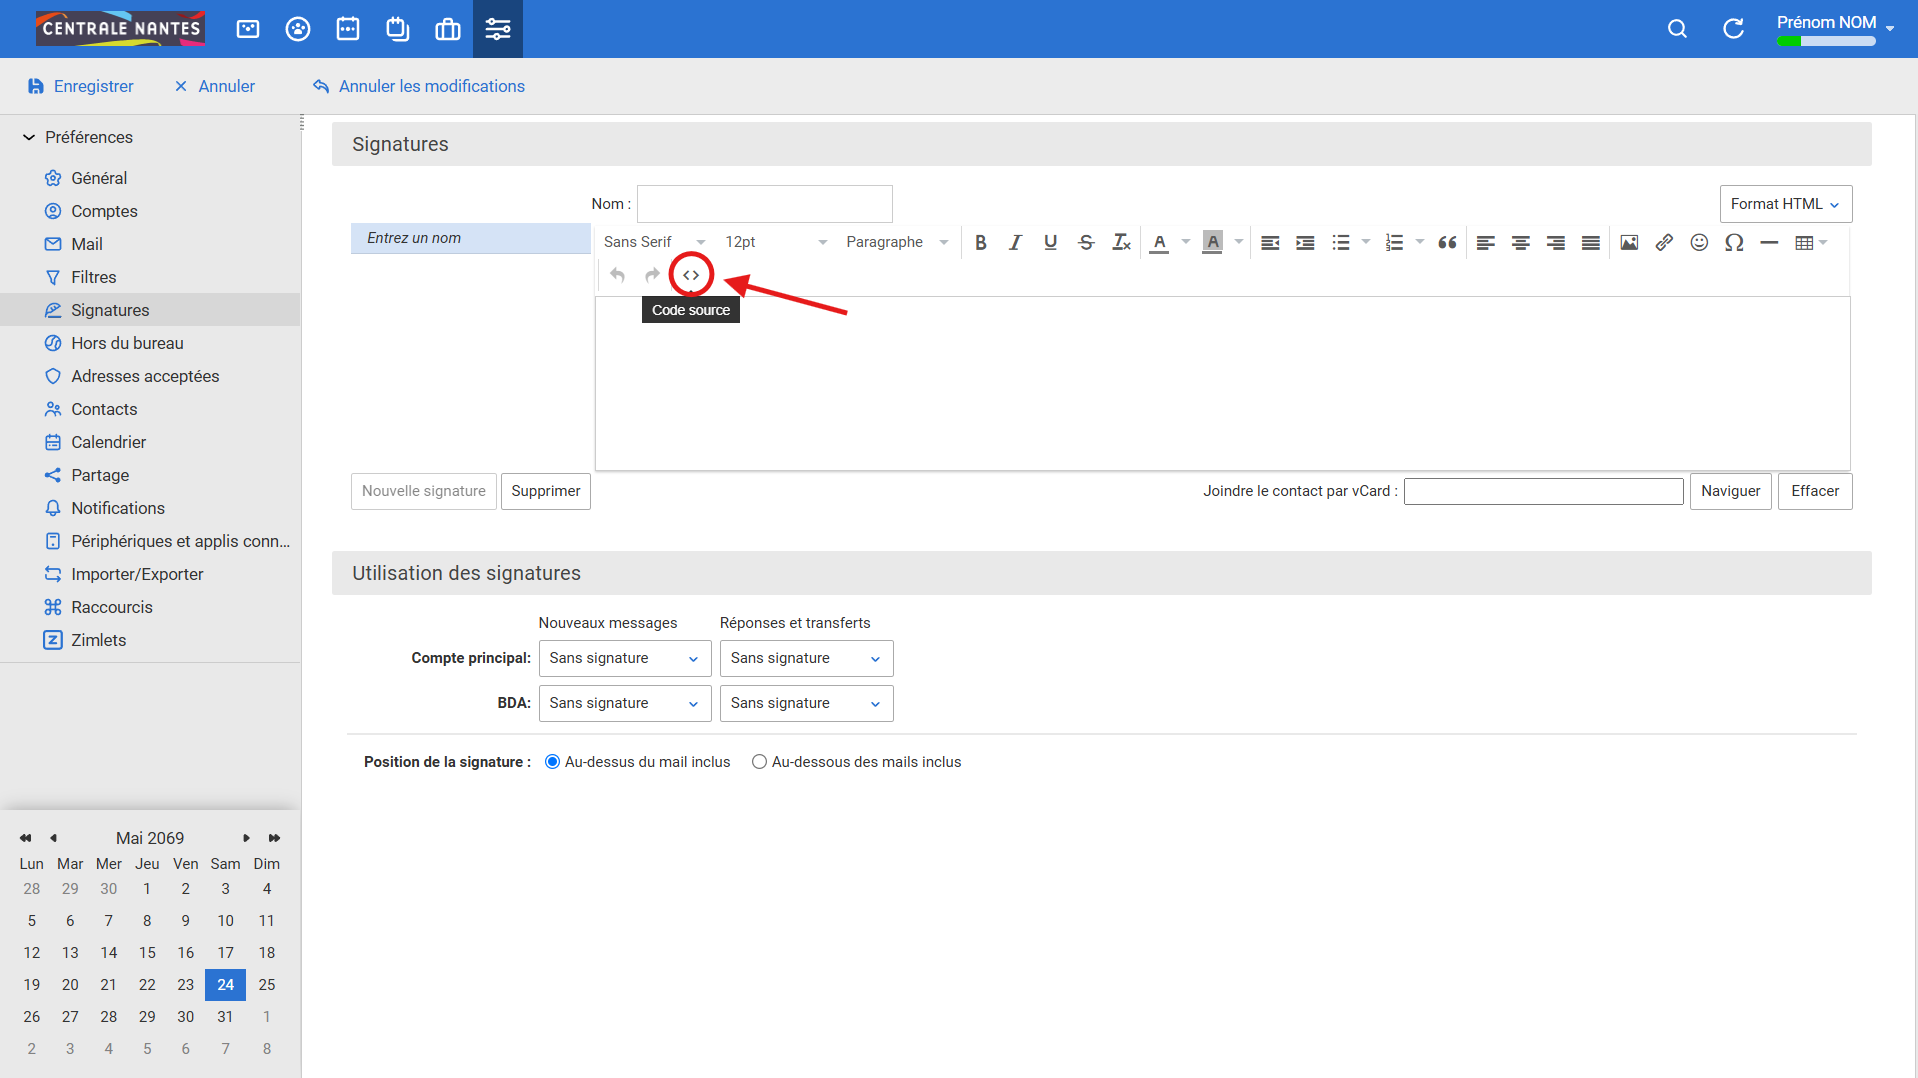 CENTRALE NANTES
Prénom NOM
Enregistrer
Annuler
Annuler les modifications
Préférences
Général
Comptes
Mail
Filtres
Signatures
Hors du bureau
Adresses acceptées
Contacts
Calendrier
Partage
Notifications
Périphériques et applis conn...
Importer/Exporter
Raccourcis
Zimlets
Mai 2069
Lun Mar Mer Jeu Ven Sam Dim
28 29 30 1 2 3 4
5 6 7 8 9 10 11
12 13 14 15 16 17 18
19 20 21 22 23 24 25
26 27 28 29 30 31 1
2 3 4 5 6 7 8
Signatures
Nom :
Format HTML
Entrez un nom
Sans Serif 12pt Paragraphe
Code source
Nouvelle signature
Supprimer
Joindre le contact par vCard :
Naviguer
Effacer
Utilisation des signatures
Nouveaux messages Réponses et transferts
Compte principal: Sans signature Sans signature
BDA: Sans signature Sans signature
Position de la signature : Au-dessus du mail inclus Au-dessous des mails inclus